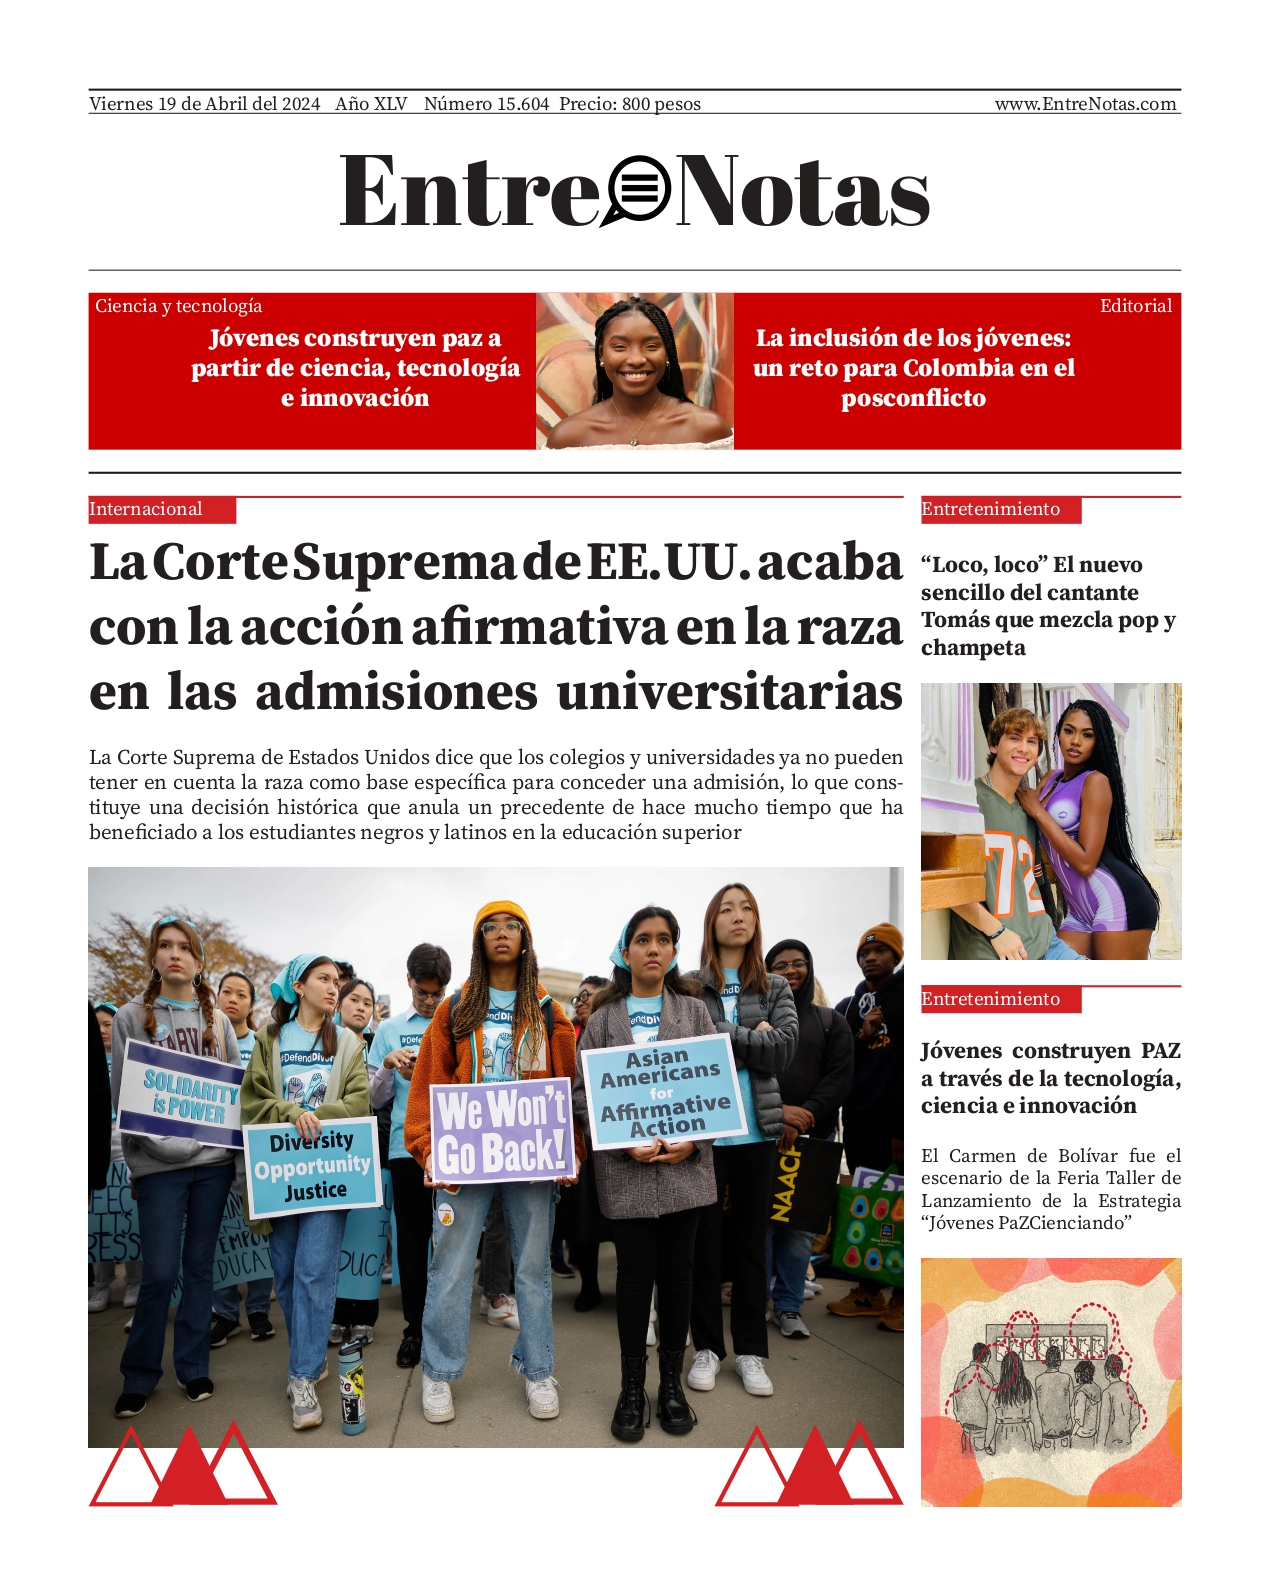 Viernes 19 de Abril del 2024 Año XLV Número 15.604 Precio: 800 pesos
www.EntreNotas.com
Entre Notas
Ciencia y tecnología
Jóvenes construyen paz a
partir de ciencia, tecnología
e innovación
Editorial
La inclusión de los jóvenes:
un reto para Colombia en el
posconflicto
Internacional
La Corte Suprema de EE.UU. acaba
con la acción afirmativa en la raza
en las admisiones universitarias
La Corte Suprema de Estados Unidos dice que los colegios y universidades ya no pueden
tener en cuenta la raza como base específica para conceder una admisión, lo que cons-
tituye una decisión histórica que anula un precedente de hace mucho tiempo que ha
beneficiado a los estudiantes negros y latinos en la educación superior
SOLIDARITY
is POWER
#DefendDiv
Diversity
Opportunity
Justice
We Won't
Go Back!
Asian
Americans
for
Affirmative
Action
NAACP
Entretenimiento
“Loco, loco” El nuevo
sencillo del cantante
Tomás que mezcla pop y
champeta
72
Entretenimiento
Jóvenes construyen PAZ
a través de la tecnología,
ciencia e innovación
El Carmen de Bolívar fue el
escenario de la Feria Taller de
Lanzamiento de la Estrategia
“Jóvenes PaZCienciando”